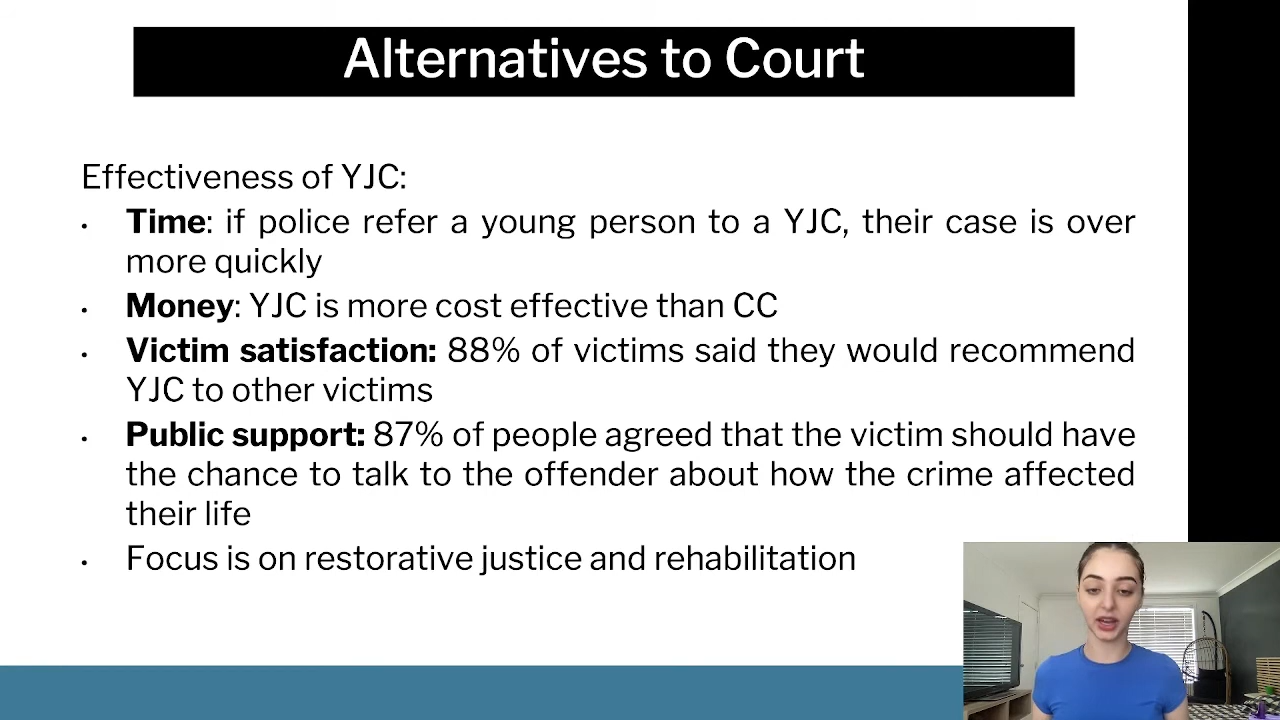 Alternatives to Court
Effectiveness of YJC:
• Time: if police refer a young person to a YJC, their case is over
more quickly
• Money: YJC is more cost effective than CC
• Victim satisfaction: 88% of victims said they would recommend
YJC to other victims
• Public support: 87% of people agreed that the victim should have
the chance to talk to the offender about how the crime affected
their life
• Focus is on restorative justice and rehabilitation